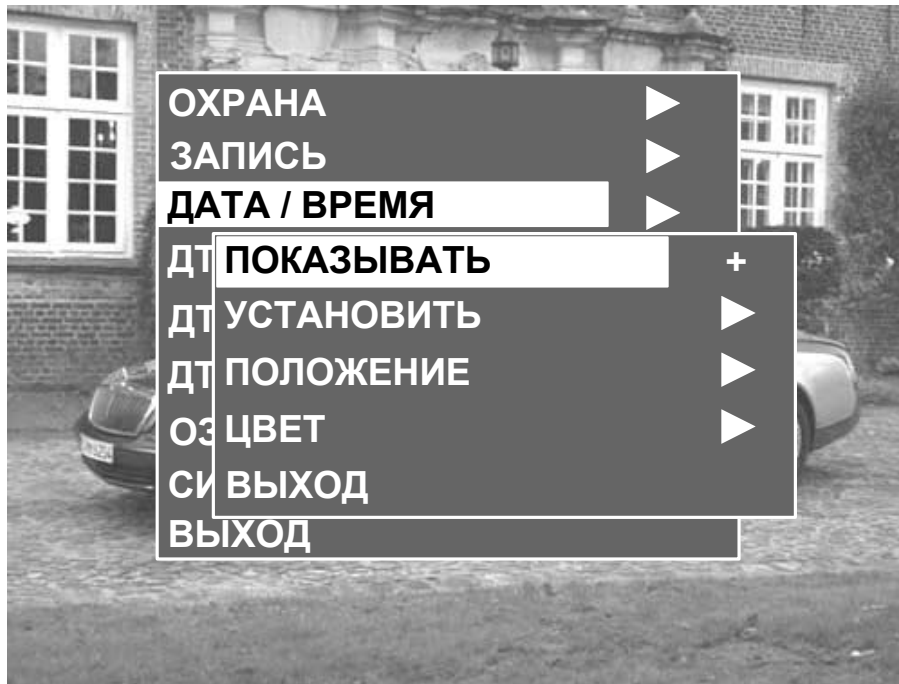 ОХРАНА
ЗАПИСЬ
ДАТА / ВРЕМЯ
ПОКАЗЫВАТЬ +
УСТАНОВИТЬ
ПОЛОЖЕНИЕ
ЦВЕТ
ВЫХОД
ВЫХОД